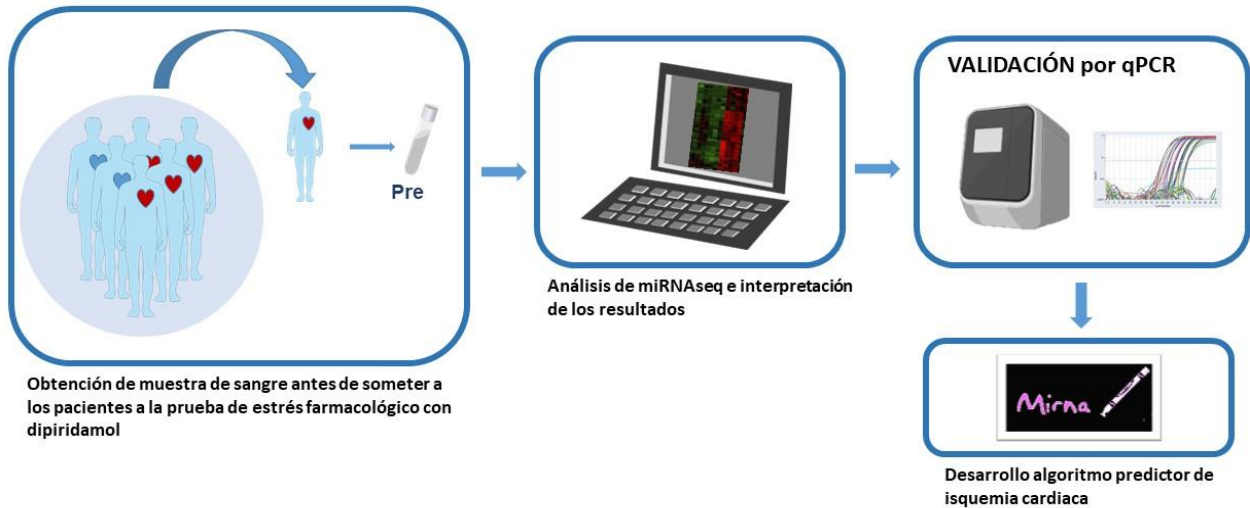 Pre
Obtención de muestra de sangre antes de someter a
los pacientes a la prueba de estrés farmacológico con
dipiridamol
Análisis de miRNAseq e interpretación
de los resultados
VALIDACIÓN por qPCR
Mirna
Desarrollo algoritmo predictor de
isquemia cardiaca